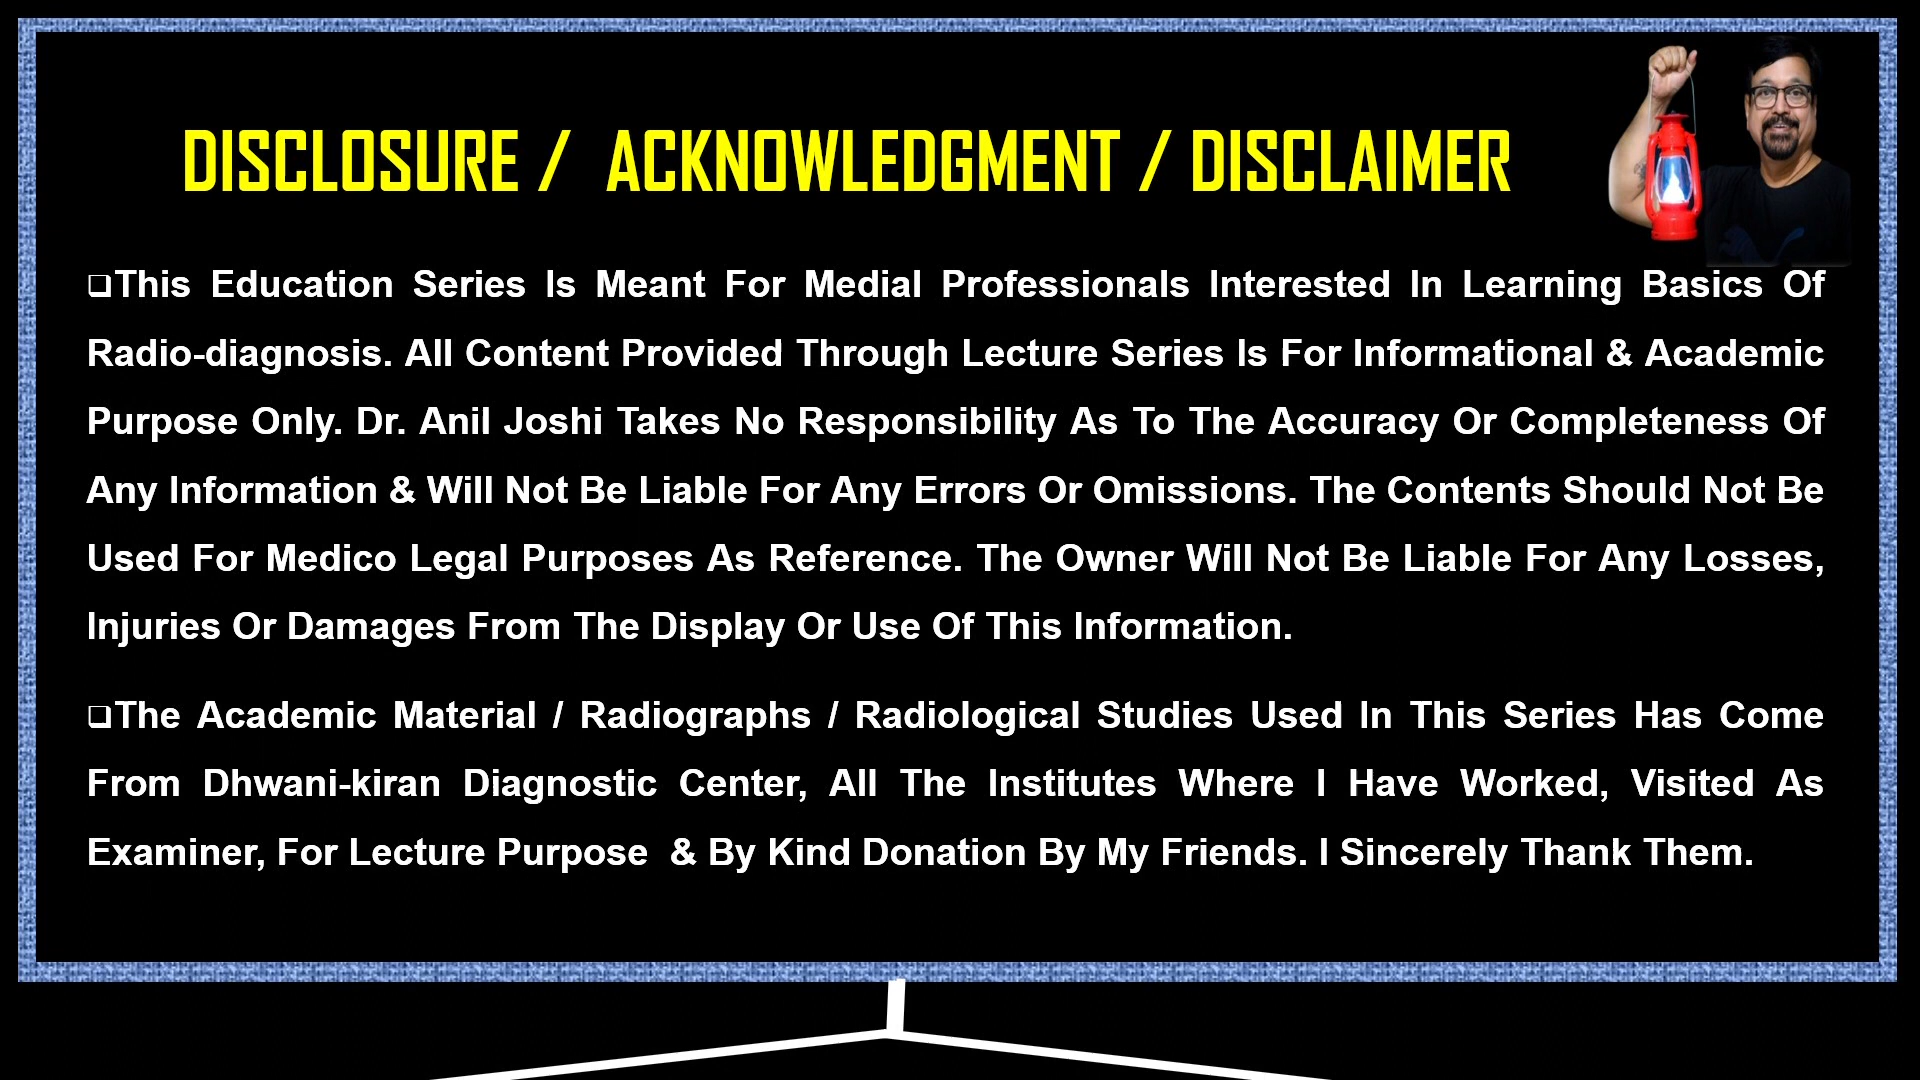 DISCLOSURE / ACKNOWLEDGMENT / DISCLAIMER
❑This Education Series Is Meant For Medial Professionals Interested In Learning Basics Of
Radio-diagnosis. All Content Provided Through Lecture Series Is For Informational & Academic
Purpose Only. Dr. Anil Joshi Takes No Responsibility As To The Accuracy Or Completeness Of
Any Information & Will Not Be Liable For Any Errors Or Omissions. The Contents Should Not Be
Used For Medico Legal Purposes As Reference. The Owner Will Not Be Liable For Any Losses,
Injuries Or Damages From The Display Or Use Of This Information.
❑The Academic Material / Radiographs / Radiological Studies Used In This Series Has Come
From Dhwani-kiran Diagnostic Center, All The Institutes Where I Have Worked, Visited As
Examiner, For Lecture Purpose & By Kind Donation By My Friends. I Sincerely Thank Them.